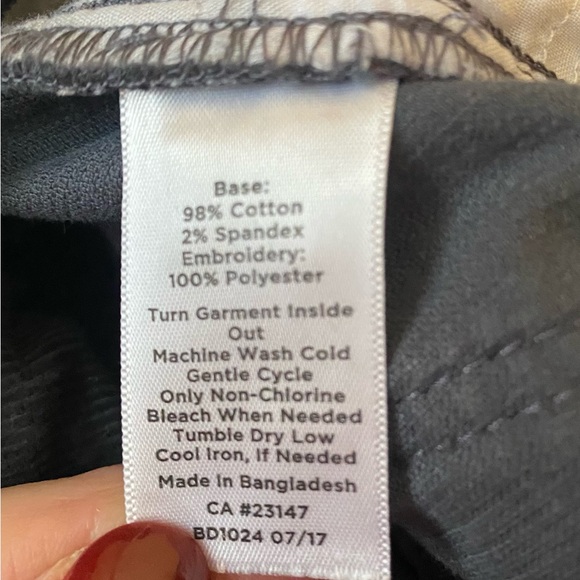 Base:
98% Cotton
2% Spandex
Embroidery:
100% Polyester
Turn Garment Inside
Out
Machine Wash Cold
Gentle Cycle
Only Non-Chlorine
Bleach When Needed
Tumble Dry Low
Cool Iron, If Needed
Made In Bangladesh
CA #23147
BD1024 07/17